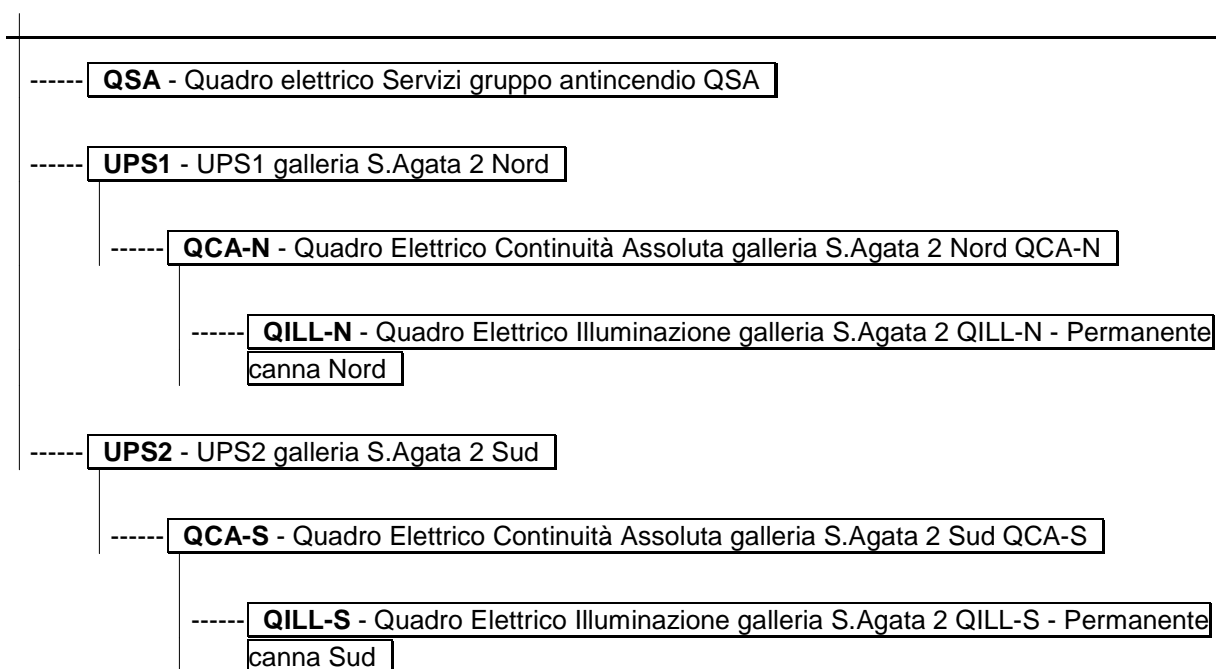 ------ QSA - Quadro elettrico Servizi gruppo antincendio QSA
------ UPS1 - UPS1 galleria S.Agata 2 Nord
------ QCA-N - Quadro Elettrico Continuità Assoluta galleria S.Agata 2 Nord QCA-N
------ QILL-N - Quadro Elettrico Illuminazione galleria S.Agata 2 QILL-N - Permanente
canna Nord
------ UPS2 - UPS2 galleria S.Agata 2 Sud
------ QCA-S - Quadro Elettrico Continuità Assoluta galleria S.Agata 2 Sud QCA-S
------ QILL-S - Quadro Elettrico Illuminazione galleria S.Agata 2 QILL-S - Permanente
canna Sud